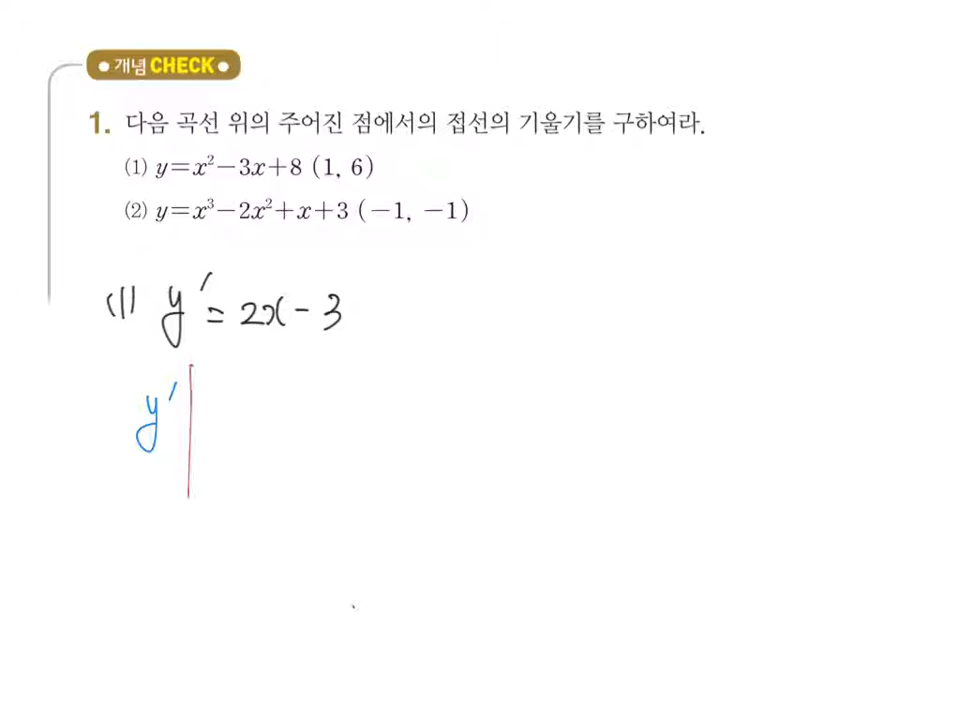 개념 CHECK
1. 다음 곡선 위의 주어진 점에서의 접선의 기울기를 구하여라.
(1) y=x²−3x+8 (1, 6)
(2) y=x³−2x²+x+3 (−1, −1)
(1) y′ = 2x − 3
y′|